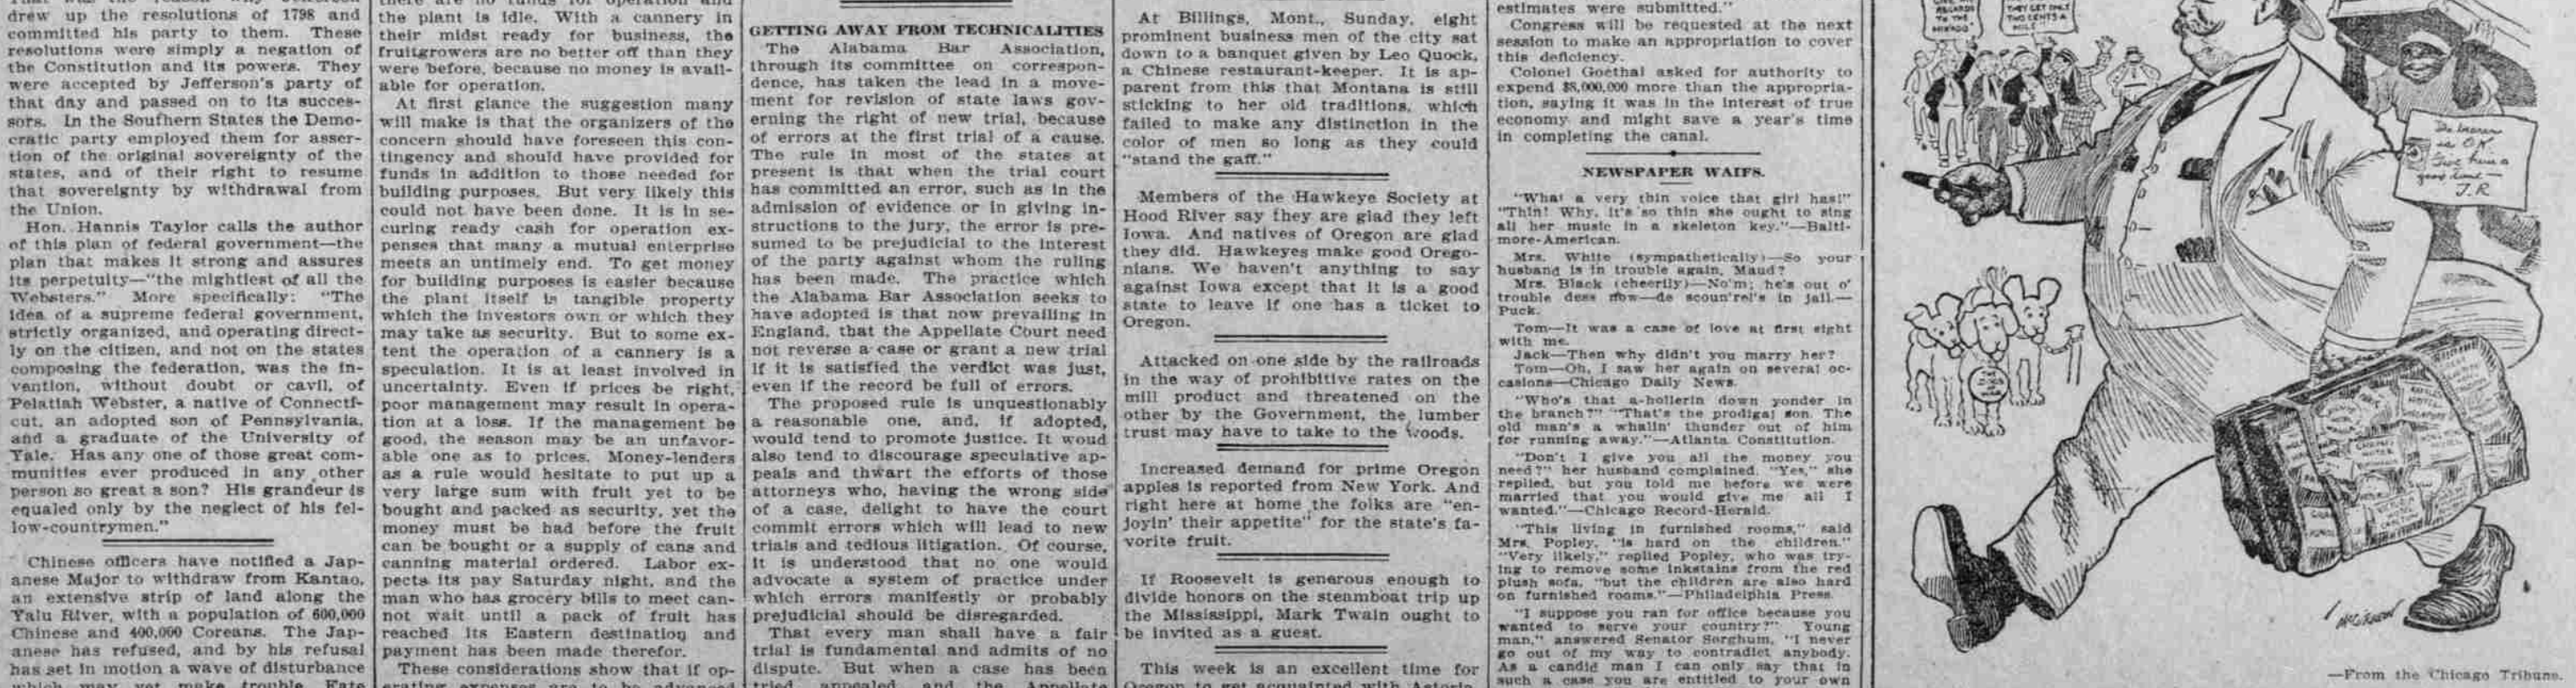 drew up the resolutions of 1798 and
committed his party to them. These
resolutions were simply a negation of
the Constitution and its powers. They
were accepted by Jefferson's party of
that day and passed on to its succes-
sors. In the Southern States the Demo-
cratic party employed them for asser-
tion of the original sovereignty of the
states, and of their right to resume
that sovereignty by withdrawal from
the Union.
Hon. Hannis Taylor calls the author
of this plan of federal government—the
plan that makes it strong and assures
its perpetuity—"the mightiest of all the
Websters." More specifically: "The
idea of a supreme federal government,
strictly organized, and operating direct-
ly on the citizen, and not on the states
composing the federation, was the in-
vention, without doubt or cavil, of
Pelatiah Webster, a native of Connecti-
cut, an adopted son of Pennsylvania,
and a graduate of the University of
Yale. Has any one of those great com-
munities ever produced in any other
person so great a son? His grandeur is
equaled only by the neglect of his fel-
low-countrymen."
Chinese officers have notified a Jap-
anese Major to withdraw from Kantao,
an extensive strip of land along the
Yalu River, with a population of 600,000
Chinese and 400,000 Coreans. The Jap-
anese has refused, and by his refusal
has set in motion a wave of disturbance
which may yet make trouble. Fate
the plant is idle. With a cannery in
their midst ready for business, the
fruitgrowers are no better off than they
were before, because no money is avail-
able for operation.
At first glance the suggestion many
will make is that the organizers of the
concern should have foreseen this con-
tingency and should have provided for
funds in addition to those needed for
building purposes. But very likely this
could not have been done. It is in se-
curing ready cash for operation ex-
penses that many a mutual enterprise
meets an untimely end. To get money
for building purposes is easier because
the plant itself is tangible property
which the investors own or which they
may take as security. But to some ex-
tent the operation of a cannery is a
speculation. It is at least involved in
uncertainty. Even if prices be right,
poor management may result in opera-
tion at a loss. If the management be
good, the season may be an unfavor-
able one as to prices. Money-lenders
as a rule would hesitate to put up a
very large sum with fruit yet to be
bought and packed as security, yet the
money must be had before the fruit
can be bought or a supply of cans and
canning material ordered. Labor ex-
pects its pay Saturday night, and the
man who has grocery bills to meet can-
not wait until a pack of fruit has
reached its Eastern destination and
payment has been made therefor.
These considerations show that if op-
GETTING AWAY FROM TECHNICALITIES
The Alabama Bar Association,
through its committee on correspon-
dence, has taken the lead in a move-
ment for revision of state laws gov-
erning the right of new trial, because
of errors at the first trial of a cause.
The rule in most of the states at
present is that when the trial court
has committed an error, such as in the
admission of evidence or in giving in-
structions to the jury, the error is pre-
sumed to be prejudicial to the interest
of the party against whom the ruling
has been made. The practice which
the Alabama Bar Association seeks to
have adopted is that now prevailing in
England, that the Appellate Court need
not reverse a case or grant a new trial
if it is satisfied the verdict was just,
even if the record be full of errors.
The proposed rule is unquestionably
a reasonable one, and, if adopted,
would tend to promote justice. It woud
also tend to discourage speculative ap-
peals and thwart the efforts of those
attorneys who, having the wrong side
of a case, delight to have the court
commit errors which will lead to new
trials and tedious litigation. Of course,
it is understood that no one would
advocate a system of practice under
which errors manifestly or probably
prejudicial should be disregarded.
That every man shall have a fair
trial is fundamental and admits of no
dispute. But when a case has been
tried, appealed and the Appellate
At Billings, Mont., Sunday, eight
prominent business men of the city sat
down to a banquet given by Leo Quock,
a Chinese restaurant-keeper. It is ap-
parent from this that Montana is still
sticking to her old traditions, which
failed to make any distinction in the
color of men so long as they could
"stand the gaff."
Members of the Hawkeye Society at
Hood River say they are glad they left
Iowa. And natives of Oregon are glad
they did. Hawkeyes make good Orego-
nians. We haven't anything to say
against Iowa except that it is a good
state to leave if one has a ticket to
Oregon.
Attacked on one side by the railroads
in the way of prohibitive rates on the
mill product and threatened on the
other by the Government, the lumber
trust may have to take to the woods.
Increased demand for prime Oregon
apples is reported from New York. And
right here at home the folks are "en-
joyin' their appetite" for the state's fa-
vorite fruit.
If Roosevelt is generous enough to
divide honors on the steamboat trip up
the Mississippi, Mark Twain ought to
be invited as a guest.
This week is an excellent time for
Oregon to get acquainted with Astoria.
estimates were submitted."
Congress will be requested at the next
session to make an appropriation to cover
this deficiency.
Colonel Goethal asked for authority to
expend $8,000,000 more than the appropria-
tion, saying it was in the interest of true
economy and might save a year's time
in completing the canal.
NEWSPAPER WAIFS.
"What a very thin voice that girl has!"
"Thin! Why, it's so thin she ought to sing
all her music in a skeleton key."—Balti-
more-American.
Mrs. White (sympathetically)—So your
husband is in trouble again, Maud?
Mrs. Black (cheerily)—No'm; he's out o'
trouble dess now—de scoun'rel's in jail.—
Puck.
Tom—It was a case of love at first sight
with me.
Jack—Then why didn't you marry her?
Tom—Oh, I saw her again on several oc-
casions—Chicago Daily News.
"Who's that a-hollerin down yonder in
the branch?" "That's the prodigal son. The
old man's a whalin' thunder out of him
for running away."—Atlanta Constitution.
"Don't I give you all the money you
need?" her husband complained. "Yes," she
replied, but you told me before we were
married that you would give me all I
wanted."—Chicago Record-Herald.
"This living in furnished rooms," said
Mrs. Popley, "is hard on the children."
"Very likely," replied Popley, who was try-
ing to remove some inkstains from the red
plush sofa, "but the children are also hard
on furnished rooms."—Philadelphia Press.
"I suppose you ran for office because you
wanted to serve your country?" Young
man," answered Senator Sorghum, "I never
go out of my way to contradict anybody.
As a candid man I can only say that in
such a case you are entitled to your own
REGARDS
TO THE
MIKADO
THEY GET ONLY
TWO CENTS A
MILE
The bearer
is O.K.
Give him a
good time—
J.R
—From the Chicago Tribune.